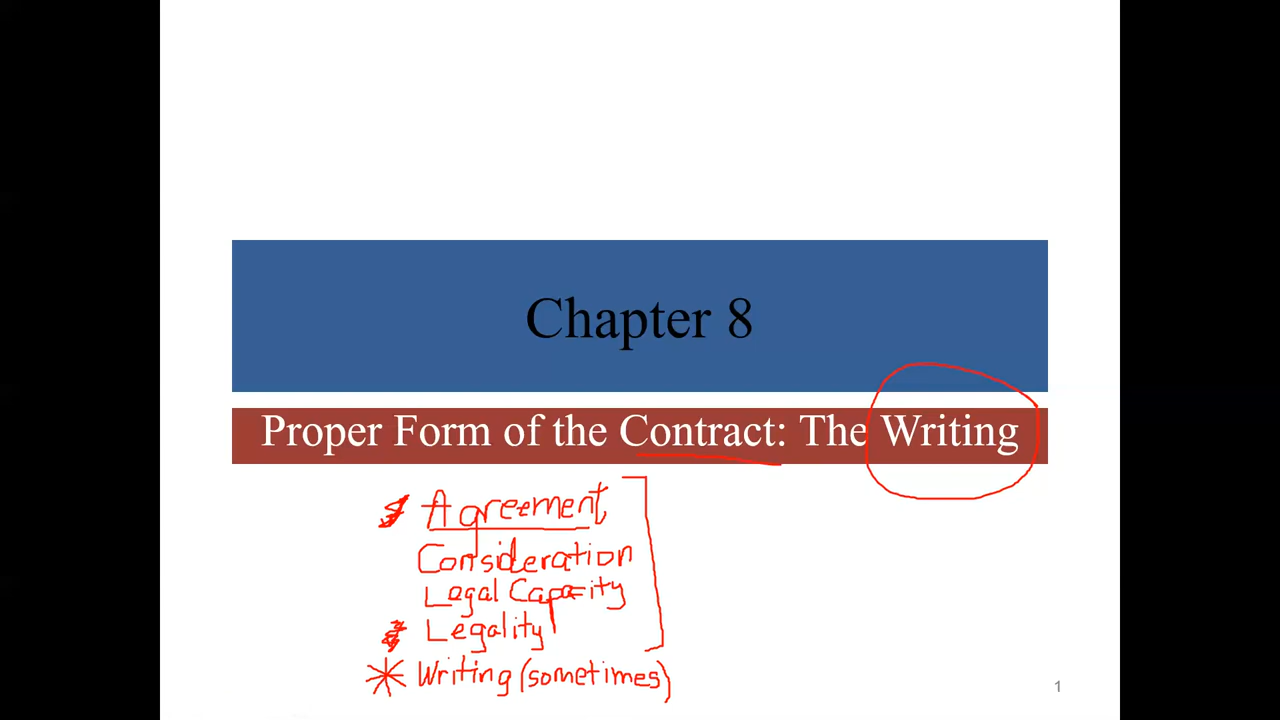 Chapter 8
Proper Form of the Contract: The Writing
Agreement
Consideration
Legal Capacity
Legality
Writing (sometimes)
1